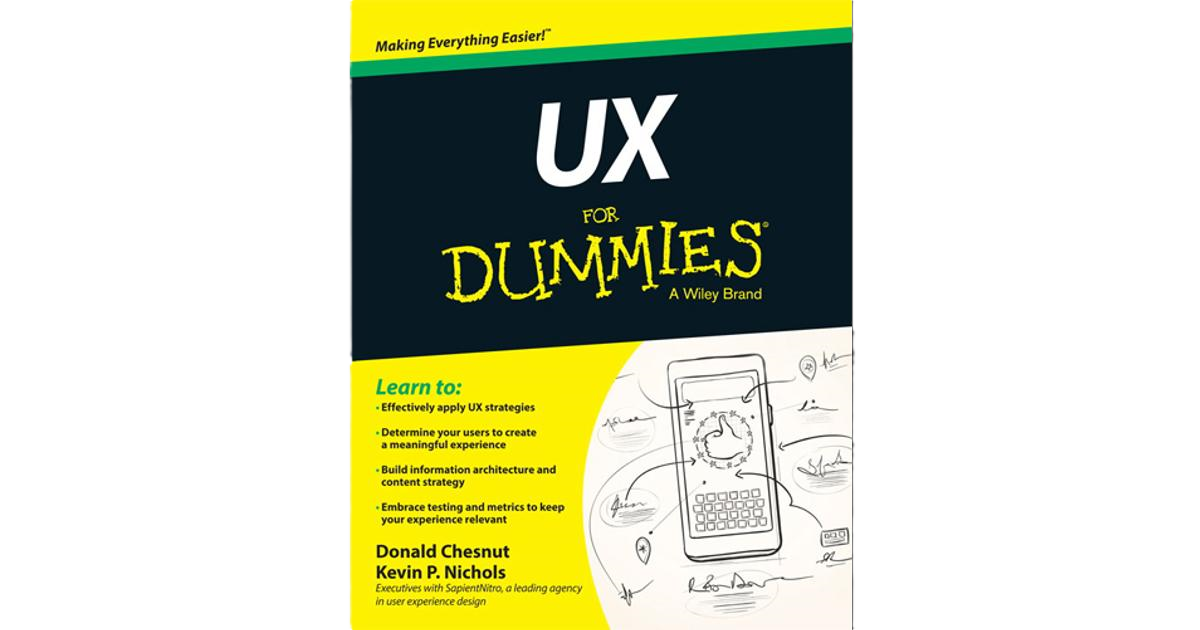 Making Everything Easier!™
UX
FOR
DUMMIES®
A Wiley Brand
Learn to:
• Effectively apply UX strategies
• Determine your users to create
a meaningful experience
• Build information architecture and
content strategy
• Embrace testing and metrics to keep
your experience relevant
Donald Chesnut
Kevin P. Nichols
Executives with SapientNitro, a leading agency
in user experience design